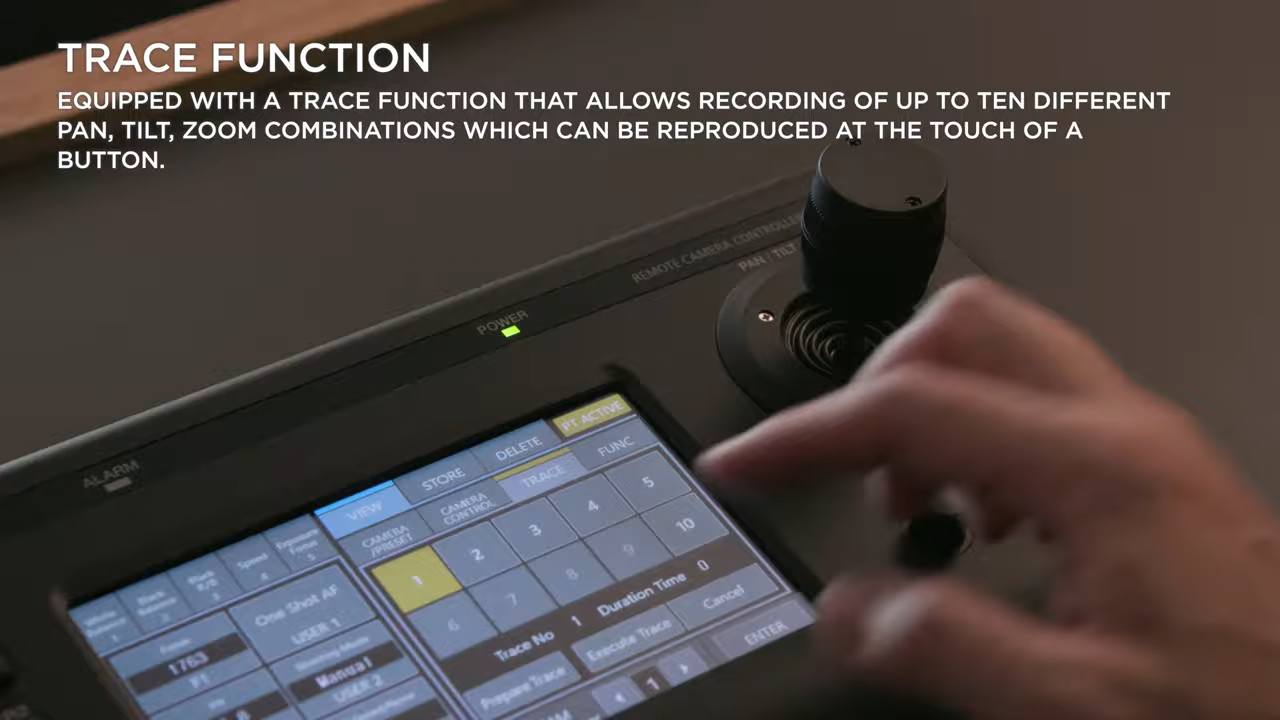 TRACE FUNCTION
EQUIPPED WITH A TRACE FUNCTION THAT ALLOWS RECORDING OF UP TO TEN DIFFERENT
PAN, TILT, ZOOM COMBINATIONS WHICH CAN BE REPRODUCED AT THE TOUCH OF A
BUTTON.
REMOTE CAMERA CONTROLLER
PAN / TILT
POWER
ALARM
PT ACTIVE
VIEW STORE DELETE
CAMERA /PRESET
CAMERA CONTROL
TRACE FUNC
1 2 3 4 5
6 7 8 9 10
Trace No 1 Duration Time 0
Prepare Trace Execute Trace Cancel
1
ENTER
Speed
4
One Shot AF
USER 1
1763
F1
Manual
USER 2